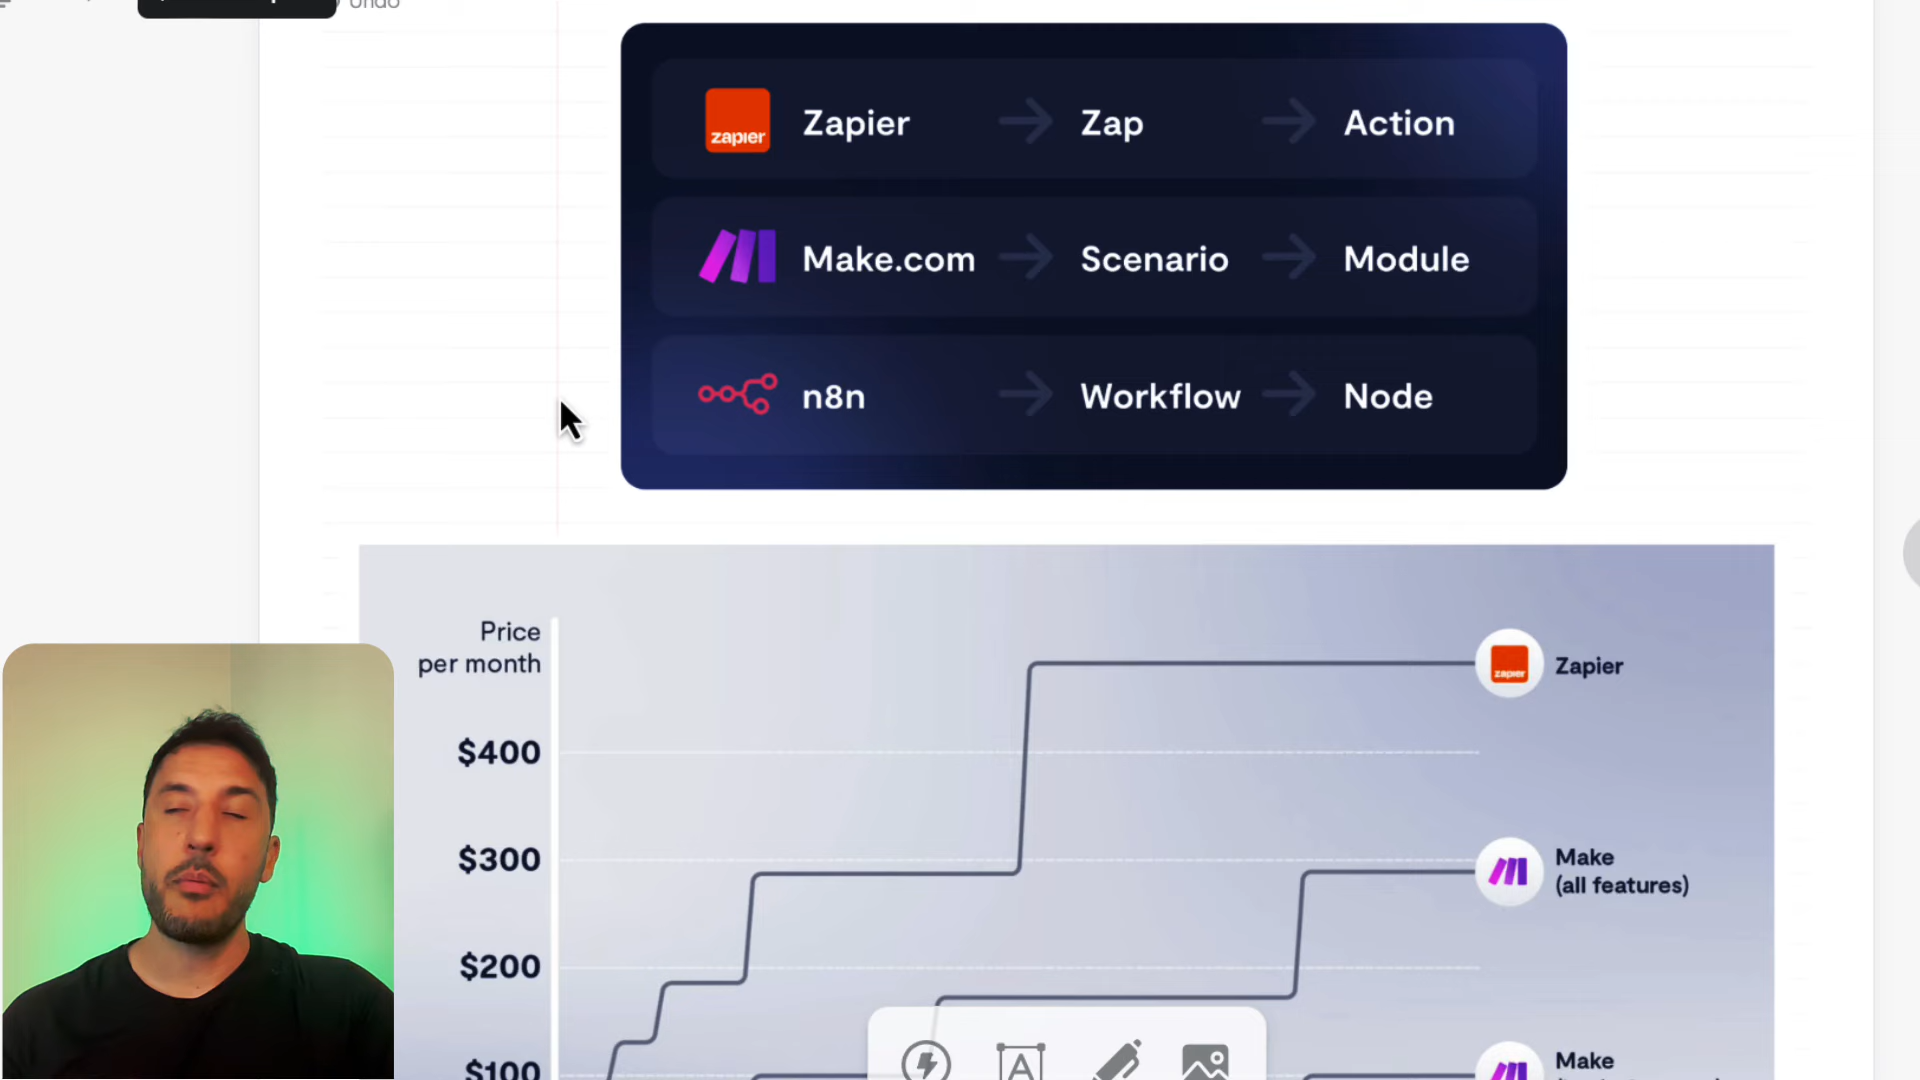 Undo
zapier Zapier Zap Action
Make.com Scenario Module
n8n Workflow Node
Price
per month
$400
$300
$200
$100
zapier Zapier
Make
(all features)
A
Make